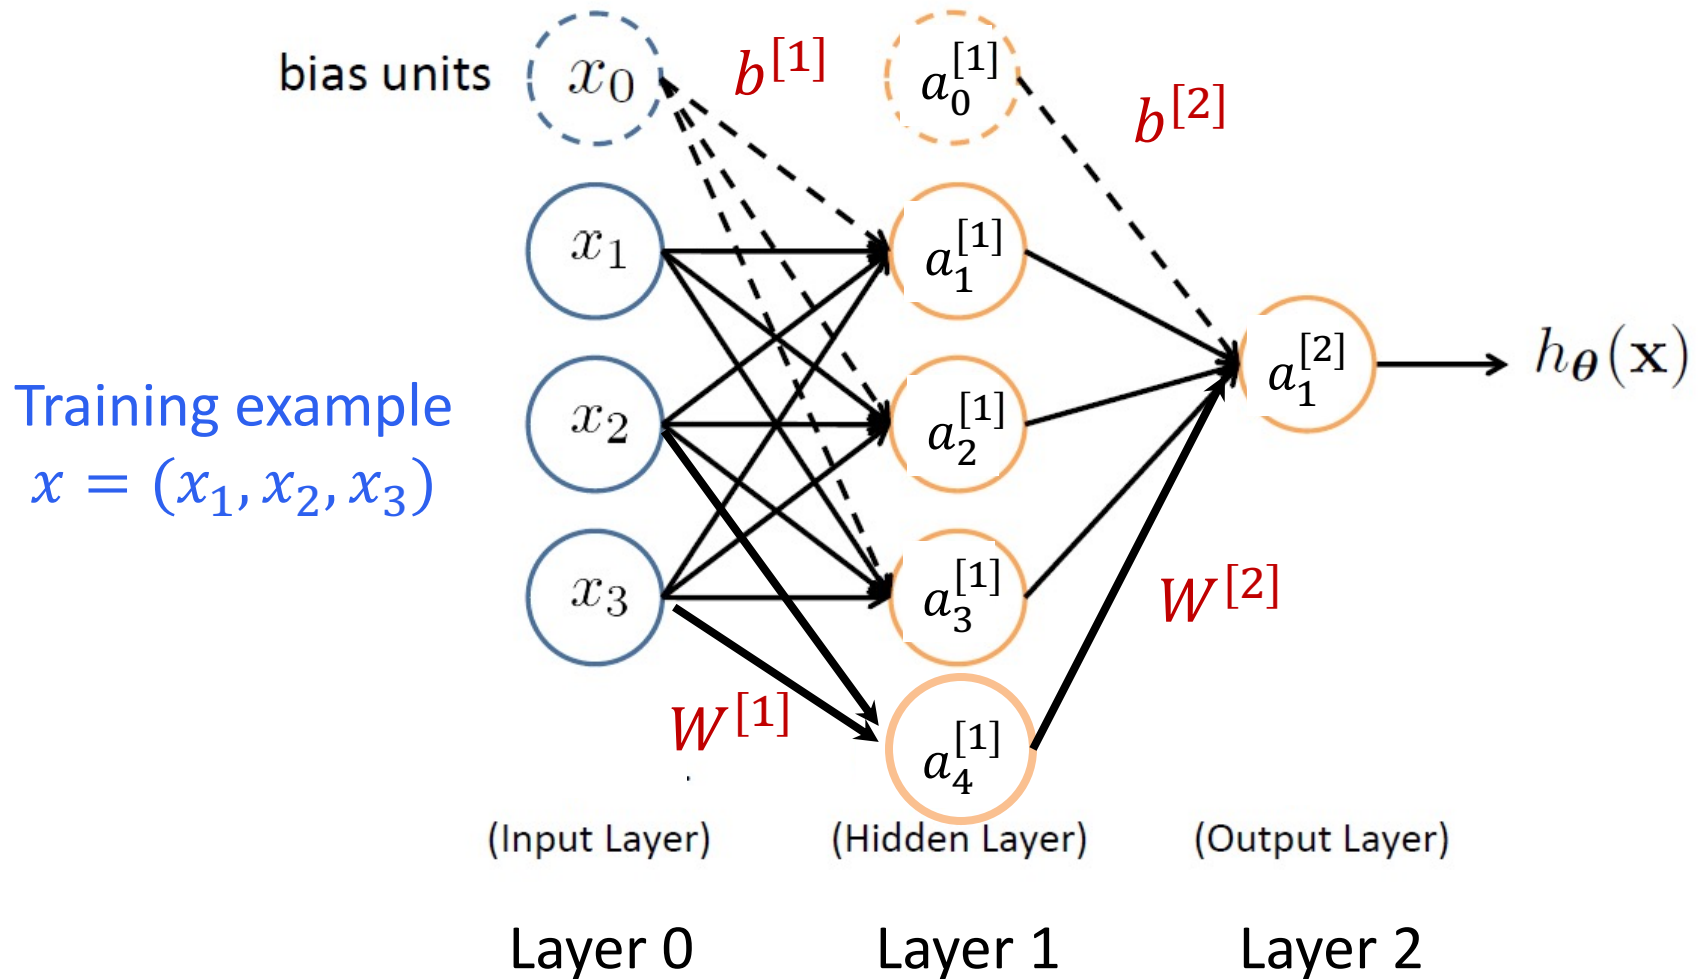 bias units
x₀
b^[1]
a₀^[1]
b^[2]
x₁
a₁^[1]
x₂
a₂^[1]
a₁^[2]
h_θ(x)
Training example
x = (x₁, x₂, x₃)
x₃
a₃^[1]
W^[2]
W^[1]
a₄^[1]
(Input Layer)
(Hidden Layer)
(Output Layer)
Layer 0
Layer 1
Layer 2